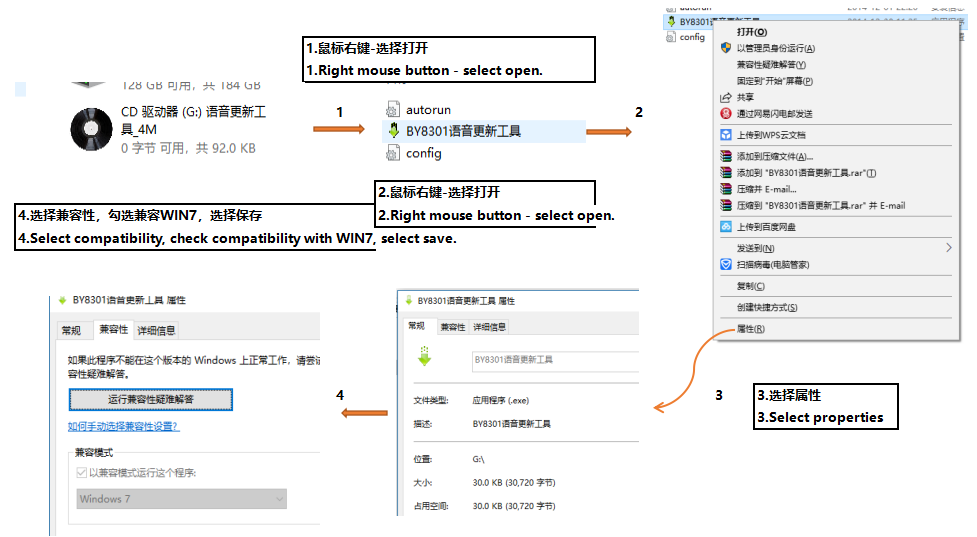 1.鼠标右键-选择打开
1.Right mouse button - select open.
128 GB 可用，共 184 GB
CD 驱动器 (G:) 语音更新工
具_4M
0 字节 可用，共 92.0 KB
1
autorun
BY8301语音更新工具
config
2
2.鼠标右键-选择打开
2.Right mouse button - select open.
4.选择兼容性，勾选兼容WIN7，选择保存
4.Select compatibility, check compatibility with WIN7, select save.
autorun
BY8301语音更新工具
config
打开(O)
以管理员身份运行(A)
兼容性疑难解答(Y)
固定到"开始"屏幕(P)
共享
通过网易闪电邮发送
上传到WPS云文档
添加到压缩文件(A)...
添加到 "BY8301语音更新工具.rar"(T)
压缩并 E-mail...
压缩到 "BY8301语音更新工具.rar" 并 E-mail
上传到百度网盘
发送到(N)
扫描病毒(电脑管家)
复制(C)
创建快捷方式(S)
属性(R)
3
3.选择属性
3.Select properties
BY8301语音更新工具 属性
常规 兼容性 详细信息
BY8301语音更新工具
文件类型: 应用程序 (.exe)
描述: BY8301语音更新工具
位置: G:\
大小: 30.0 KB (30,720 字节)
占用空间: 30.0 KB (30,720 字节)
4
BY8301语音更新工具 属性
常规 兼容性 详细信息
如果此程序不能在这个版本的 Windows 上正常工作，请尝试
容性疑难解答。
运行兼容性疑难解答
如何手动选择兼容性设置?
兼容模式
以兼容模式运行这个程序:
Windows 7